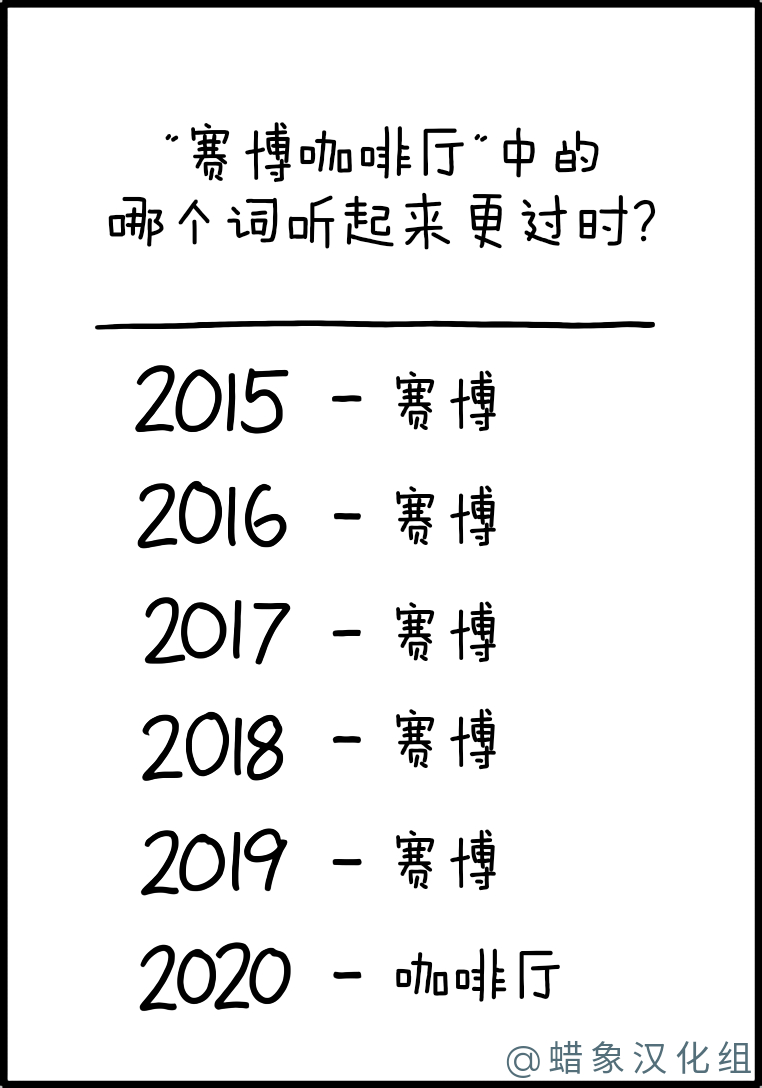 "赛博咖啡厅"中的
哪个词听起来更过时?
2015 - 赛博
2016 - 赛博
2017 - 赛博
2018 - 赛博
2019 - 赛博
2020 - 咖啡厅
@蜡象汉化组